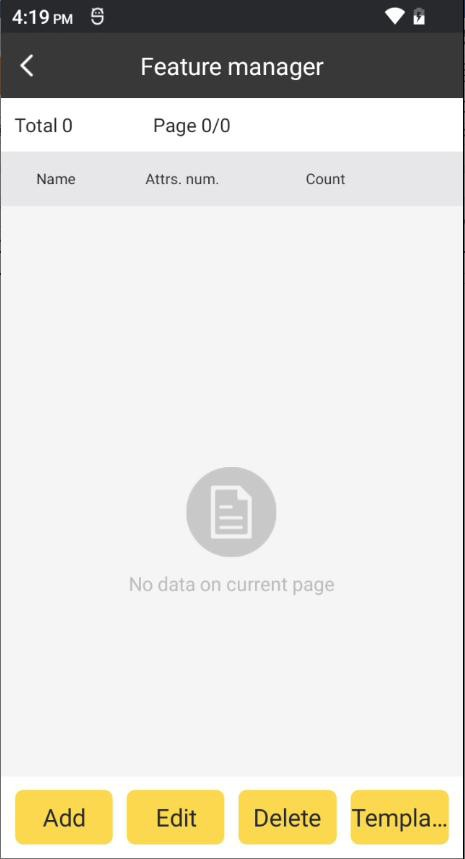 4:19 PM
Feature manager
Total 0 Page 0/0
Name Attrs. num. Count
No data on current page
Add Edit Delete Templa...